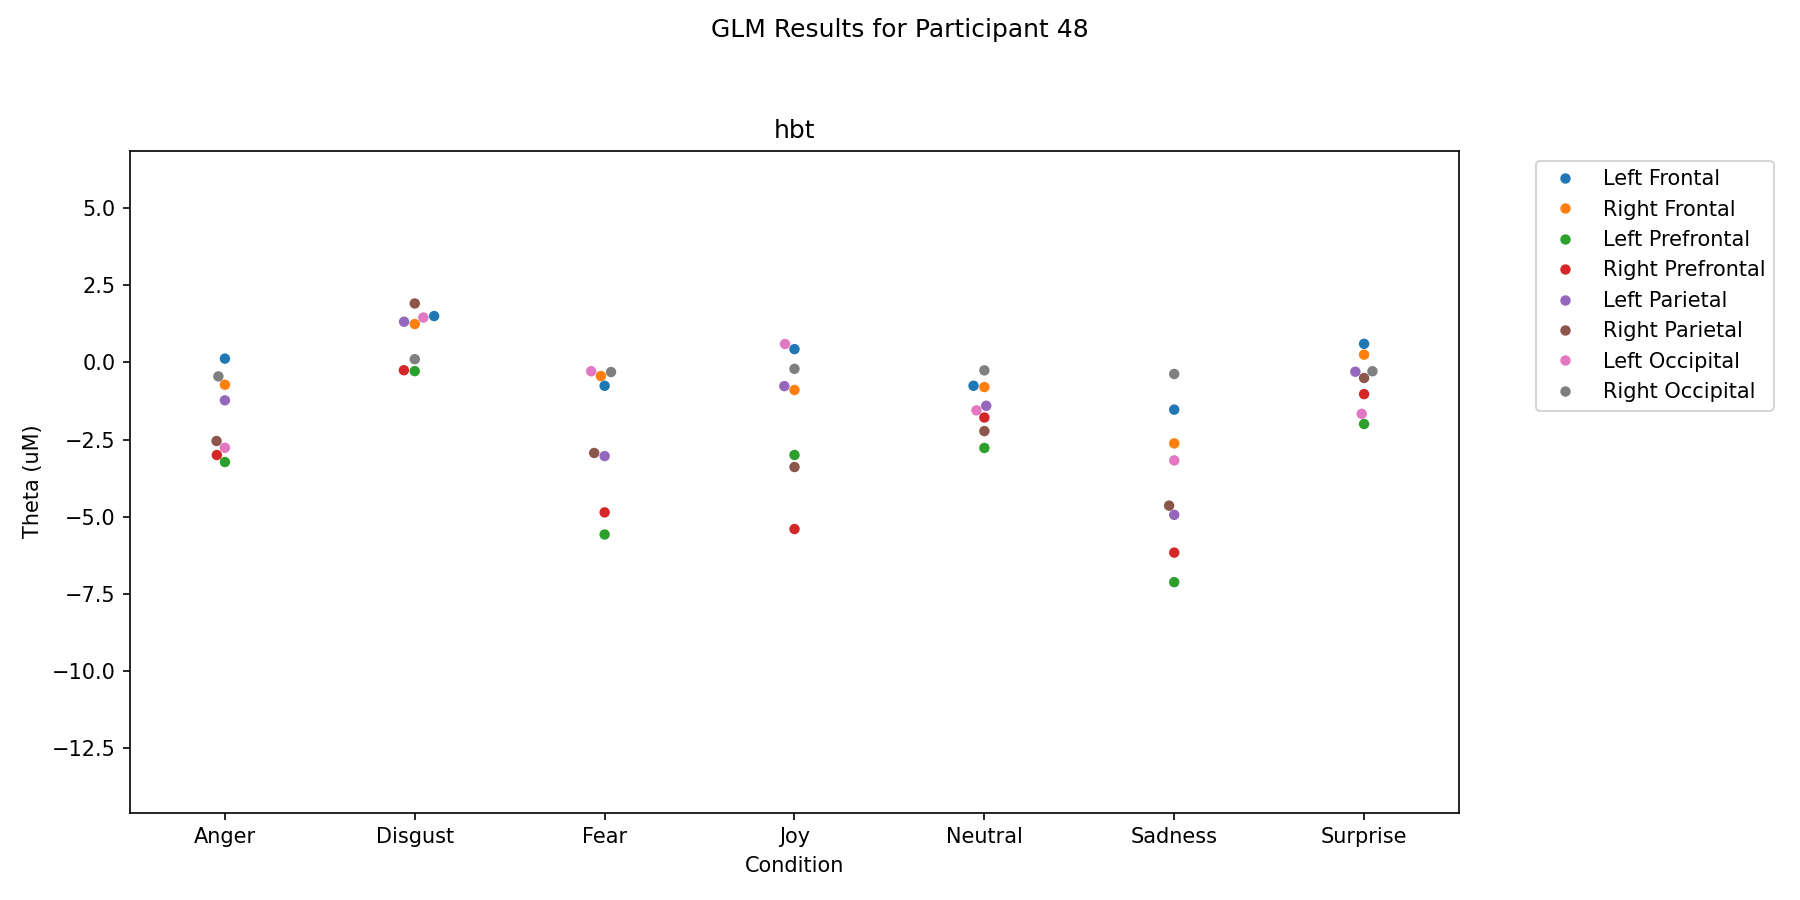 GLM Results for Participant 48
hbt
5.0
2.5
0.0
−2.5
−5.0
−7.5
−10.0
−12.5
Theta (uM)
Anger Disgust Fear Joy Neutral Sadness Surprise
Condition
Left Frontal
Right Frontal
Left Prefrontal
Right Prefrontal
Left Parietal
Right Parietal
Left Occipital
Right Occipital